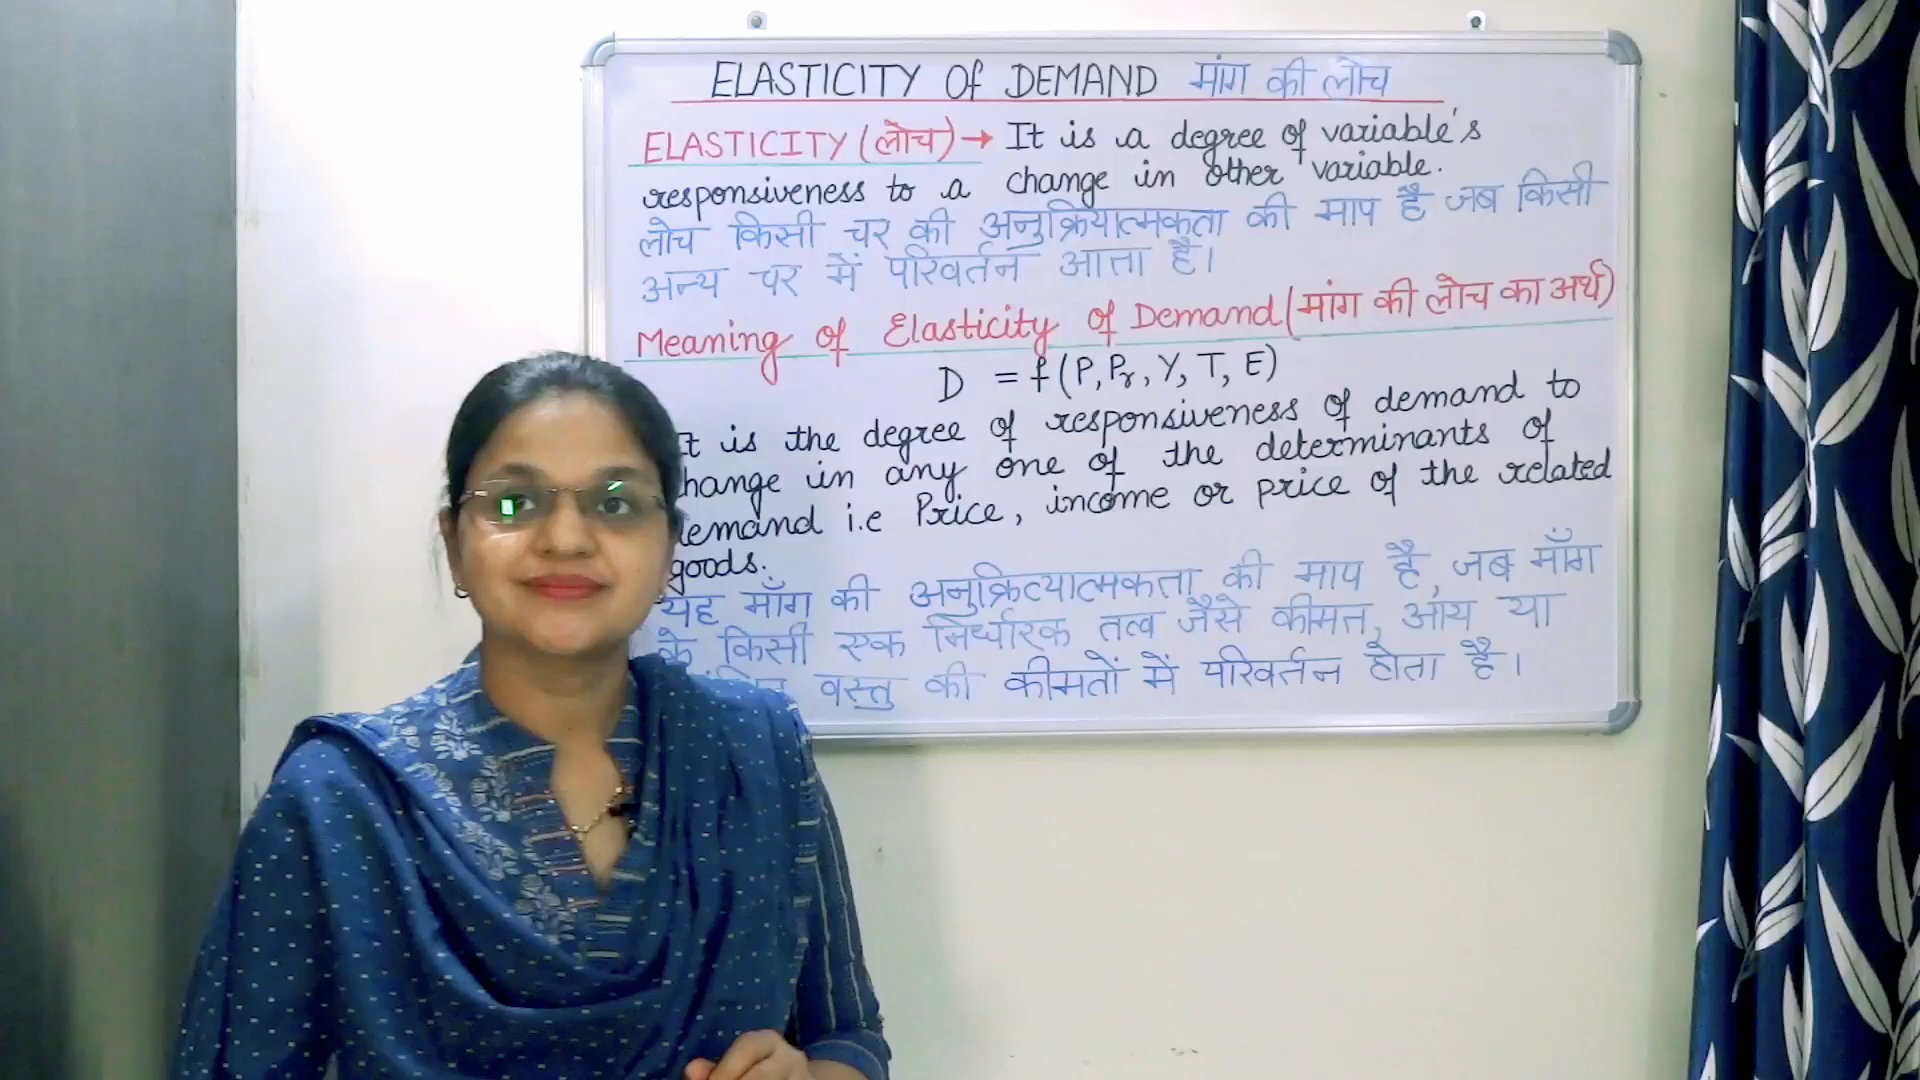 ELASTICITY Of DEMAND मांग की लोच
ELASTICITY (लोच) → It is a degree of variable's
responsiveness to a change in other variable.
लोच किसी चर की अनुक्रियात्मकता की माप है जब किसी
अन्य चर में परिवर्तन आता है।
Meaning of Elasticity of Demand (मांग की लोच का अर्थ)
D = f (P, Pr, Y, T, E)
It is the degree of responsiveness of demand to
hange in any one of the determinants of
emand i.e Price, income or price of the related
goods.
यह माँग की अनुक्रित्यात्मकता की माप है, जब माँग
के किसी एक निर्धारक तत्व जैसे कीमत, आय या
वस्तु की कीमतों में परिवर्तन होता है।